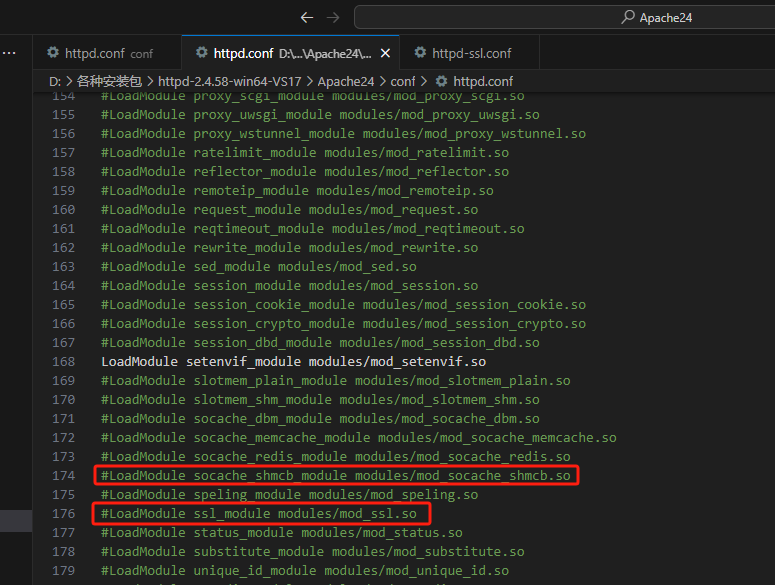 ← → Apache24
... httpd.conf conf httpd.conf D:\...\Apache24\... × httpd-ssl.conf
D: > 各种安装包 > httpd-2.4.58-win64-VS17 > Apache24 > conf > httpd.conf
154 #LoadModule proxy_scgi_module modules/mod_proxy_scgi.so
155 #LoadModule proxy_uwsgi_module modules/mod_proxy_uwsgi.so
156 #LoadModule proxy_wstunnel_module modules/mod_proxy_wstunnel.so
157 #LoadModule ratelimit_module modules/mod_ratelimit.so
158 #LoadModule reflector_module modules/mod_reflector.so
159 #LoadModule remoteip_module modules/mod_remoteip.so
160 #LoadModule request_module modules/mod_request.so
161 #LoadModule reqtimeout_module modules/mod_reqtimeout.so
162 #LoadModule rewrite_module modules/mod_rewrite.so
163 #LoadModule sed_module modules/mod_sed.so
164 #LoadModule session_module modules/mod_session.so
165 #LoadModule session_cookie_module modules/mod_session_cookie.so
166 #LoadModule session_crypto_module modules/mod_session_crypto.so
167 #LoadModule session_dbd_module modules/mod_session_dbd.so
168 LoadModule setenvif_module modules/mod_setenvif.so
169 #LoadModule slotmem_plain_module modules/mod_slotmem_plain.so
170 #LoadModule slotmem_shm_module modules/mod_slotmem_shm.so
171 #LoadModule socache_dbm_module modules/mod_socache_dbm.so
172 #LoadModule socache_memcache_module modules/mod_socache_memcache.so
173 #LoadModule socache_redis_module modules/mod_socache_redis.so
174 #LoadModule socache_shmcb_module modules/mod_socache_shmcb.so
175 #LoadModule speling_module modules/mod_speling.so
176 #LoadModule ssl_module modules/mod_ssl.so
177 #LoadModule status_module modules/mod_status.so
178 #LoadModule substitute_module modules/mod_substitute.so
179 #LoadModule unique_id_module modules/mod_unique_id.so